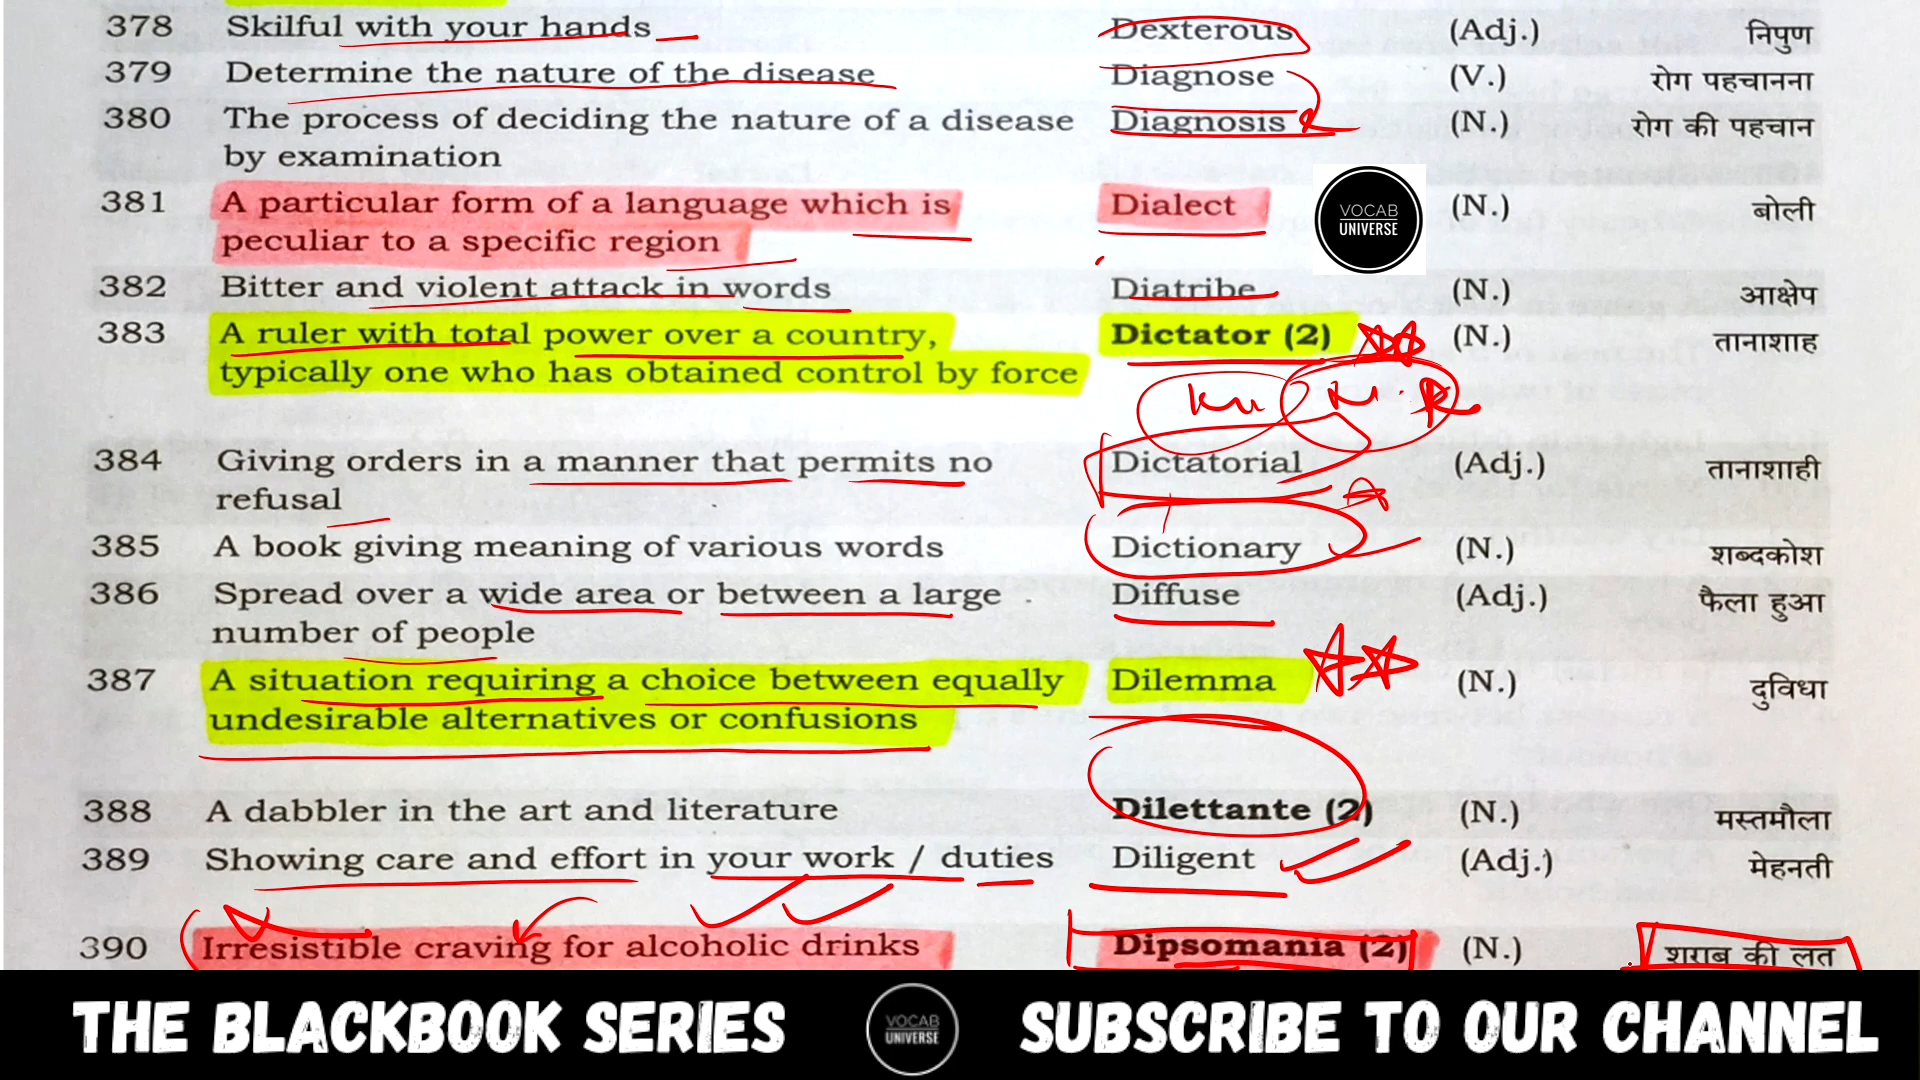 378 Skilful with your hands Dexterous (Adj.) निपुण
379 Determine the nature of the disease Diagnose (V.) रोग पहचानना
380 The process of deciding the nature of a disease Diagnosis (N.) रोग की पहचान
by examination
381 A particular form of a language which is Dialect (N.) बोली
peculiar to a specific region
VOCAB
UNIVERSE
382 Bitter and violent attack in words Diatribe (N.) आक्षेप
383 A ruler with total power over a country, Dictator (2) (N.) तानाशाह
typically one who has obtained control by force
384 Giving orders in a manner that permits no Dictatorial (Adj.) तानाशाही
refusal
385 A book giving meaning of various words Dictionary (N.) शब्दकोश
386 Spread over a wide area or between a large Diffuse (Adj.) फैला हुआ
number of people
387 A situation requiring a choice between equally Dilemma (N.) दुविधा
undesirable alternatives or confusions
388 A dabbler in the art and literature Dilettante (2) (N.) मस्तमौला
389 Showing care and effort in your work / duties Diligent (Adj.) मेहनती
390 Irresistible craving for alcoholic drinks Dipsomania (2) (N.) शराब की लत
THE BLACKBOOK SERIES VOCAB UNIVERSE SUBSCRIBE TO OUR CHANNEL